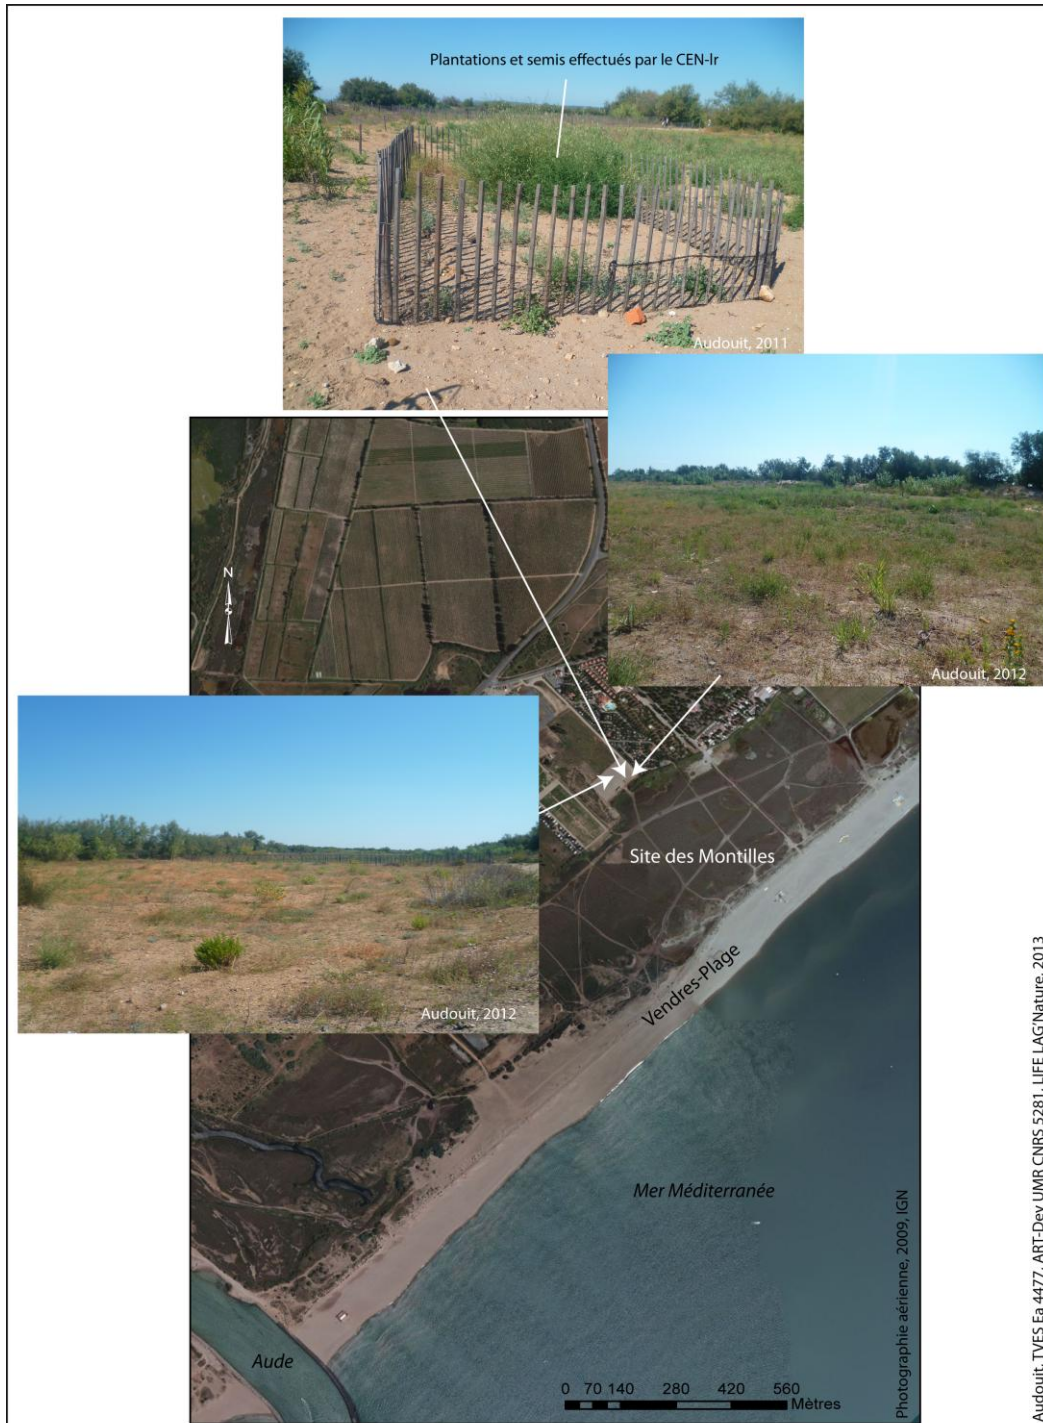 Plantations et semis effectués par le CEN-lr
Audouit, 2011
Audouit, 2012
N
Audouit, 2012
Site des Montilles
Vendres-Plage
Mer Méditerranée
Aude
0 70 140 280 420 560
Mètres
Photographie aérienne, 2009, IGN
Audouit, TVES Ea 4477, ART-Dev UMR CNRS 5281, LIFE LAG'Nature, 2013